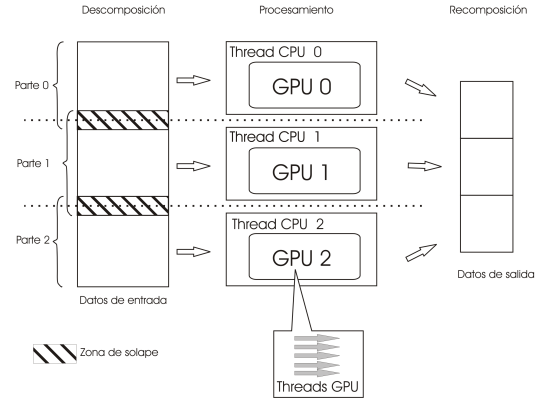 Descomposición
Procesamiento
Recomposición
Parte 0
Parte 1
Parte 2
Datos de entrada
Zona de solape
Thread CPU 0
GPU 0
Thread CPU 1
GPU 1
Thread CPU 2
GPU 2
Threads GPU
Datos de salida